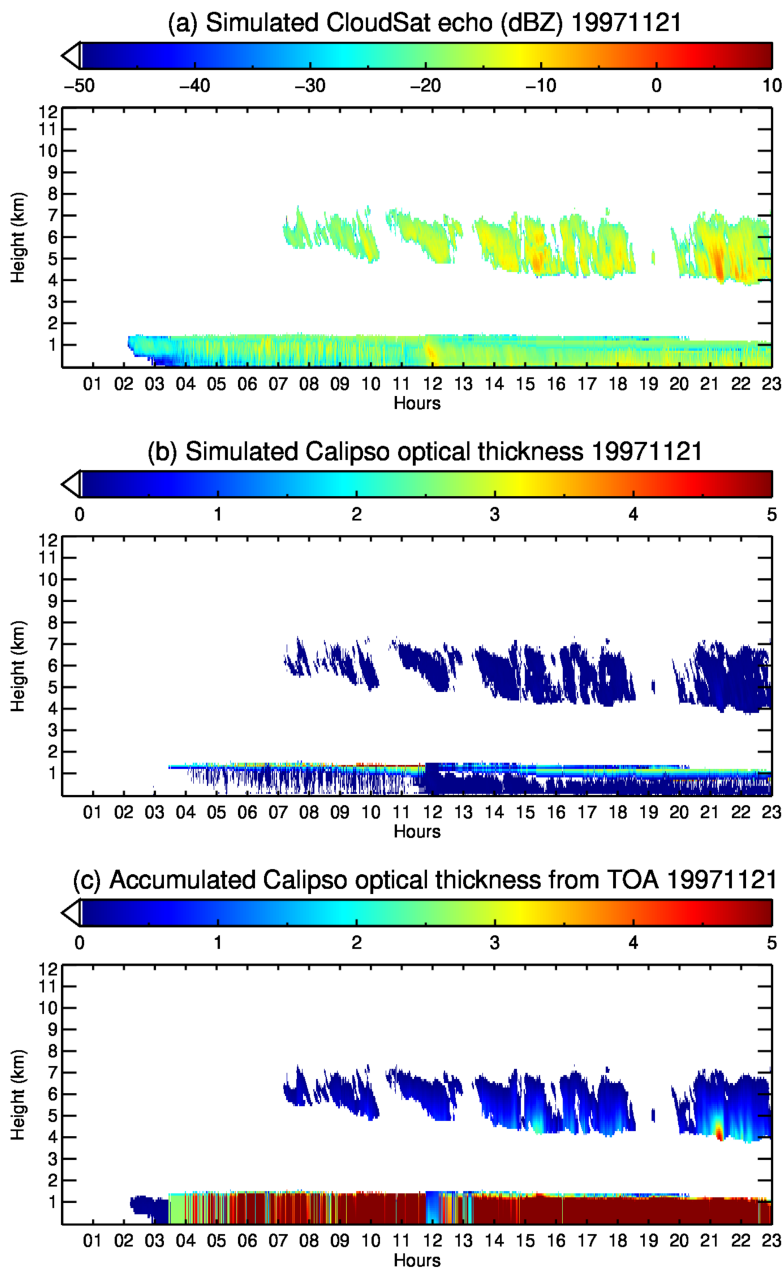 (a) Simulated CloudSat echo (dBZ) 19971121
−50 −40 −30 −20 −10 0 10
12
11
10
9
8
7
6
5
4
3
2
1
Height (km)
01 02 03 04 05 06 07 08 09 10 11 12 13 14 15 16 17 18 19 20 21 22 23
Hours
(b) Simulated Calipso optical thickness 19971121
0 1 2 3 4 5
12
11
10
9
8
7
6
5
4
3
2
1
Height (km)
01 02 03 04 05 06 07 08 09 10 11 12 13 14 15 16 17 18 19 20 21 22 23
Hours
(c) Accumulated Calipso optical thickness from TOA 19971121
0 1 2 3 4 5
12
11
10
9
8
7
6
5
4
3
2
1
Height (km)
01 02 03 04 05 06 07 08 09 10 11 12 13 14 15 16 17 18 19 20 21 22 23
Hours